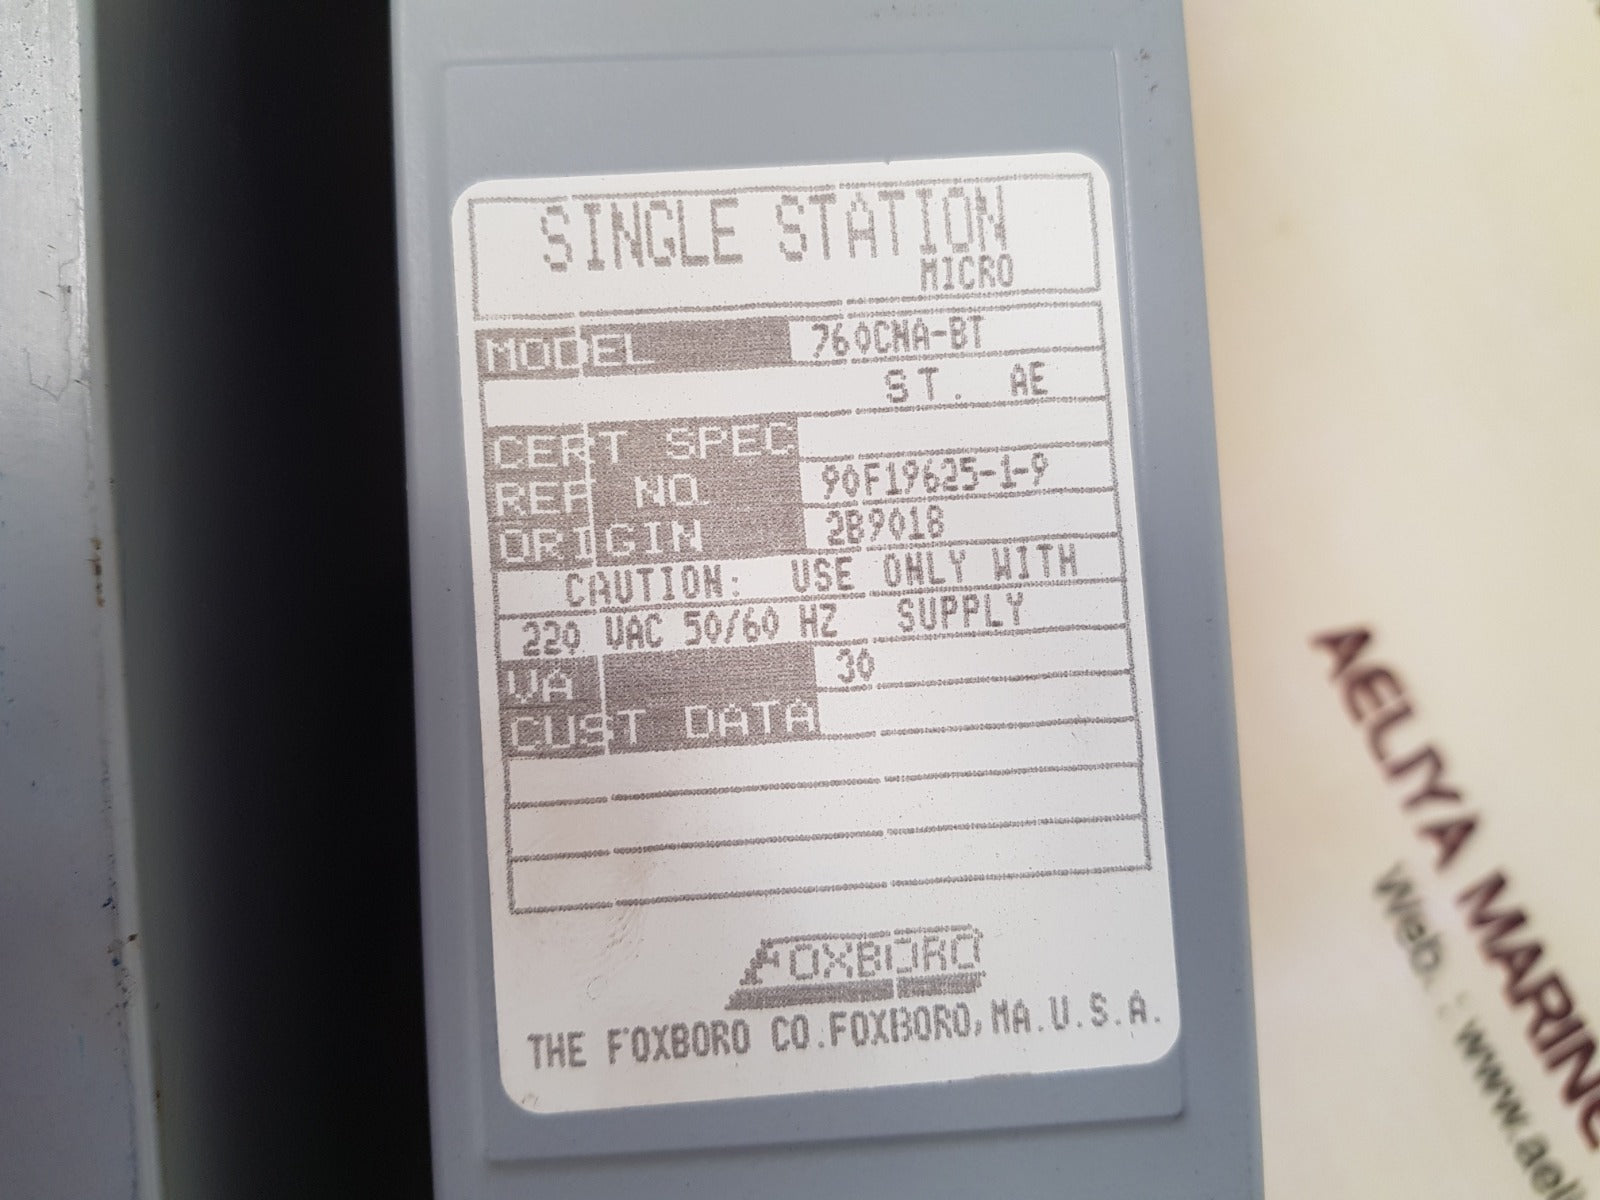 SINGLE STATION
MICRO
MODEL 760CNA-BT
ST. AE
CERT SPEC
REF NO. 90F19625-1-9
ORIGIN 2B9018
CAUTION: USE ONLY WITH
220 VAC 50/60 HZ SUPPLY
VA 30
CUST DATA
FOXBORO
THE FOXBORO CO.FOXBORO,MA.U.S.A.
AELIYA MARINE
Web. : www.aeli